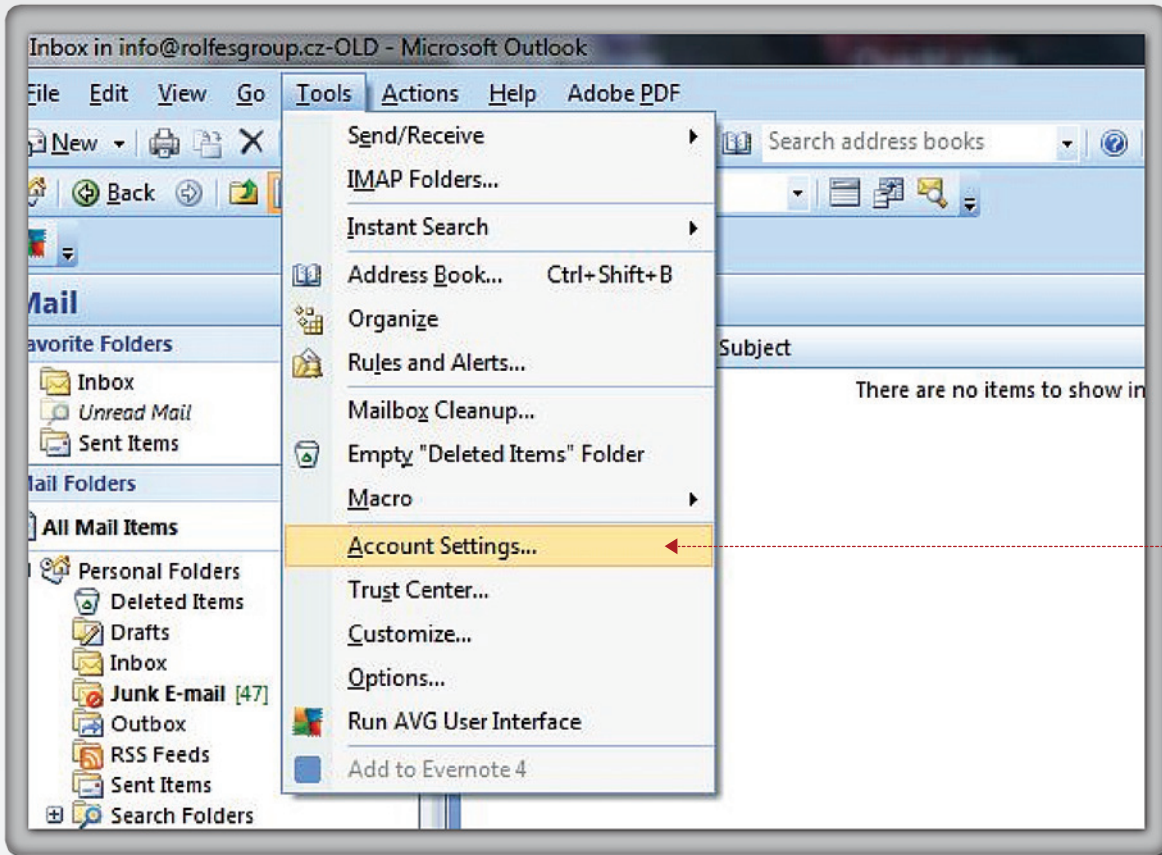 Inbox in info@rolfesgroup.cz-OLD - Microsoft Outlook
File Edit View Go Tools Actions Help Adobe PDF
New Search address books
Back
Send/Receive
IMAP Folders...
Instant Search
Address Book... Ctrl+Shift+B
Organize
Rules and Alerts...
Mailbox Cleanup...
Empty "Deleted Items" Folder
Macro
Account Settings...
Trust Center...
Customize...
Options...
Run AVG User Interface
Add to Evernote 4
Mail
avorite Folders
Inbox
Unread Mail
Sent Items
Mail Folders
All Mail Items
Personal Folders
Deleted Items
Drafts
Inbox
Junk E-mail [47]
Outbox
RSS Feeds
Sent Items
Search Folders
Subject
There are no items to show in